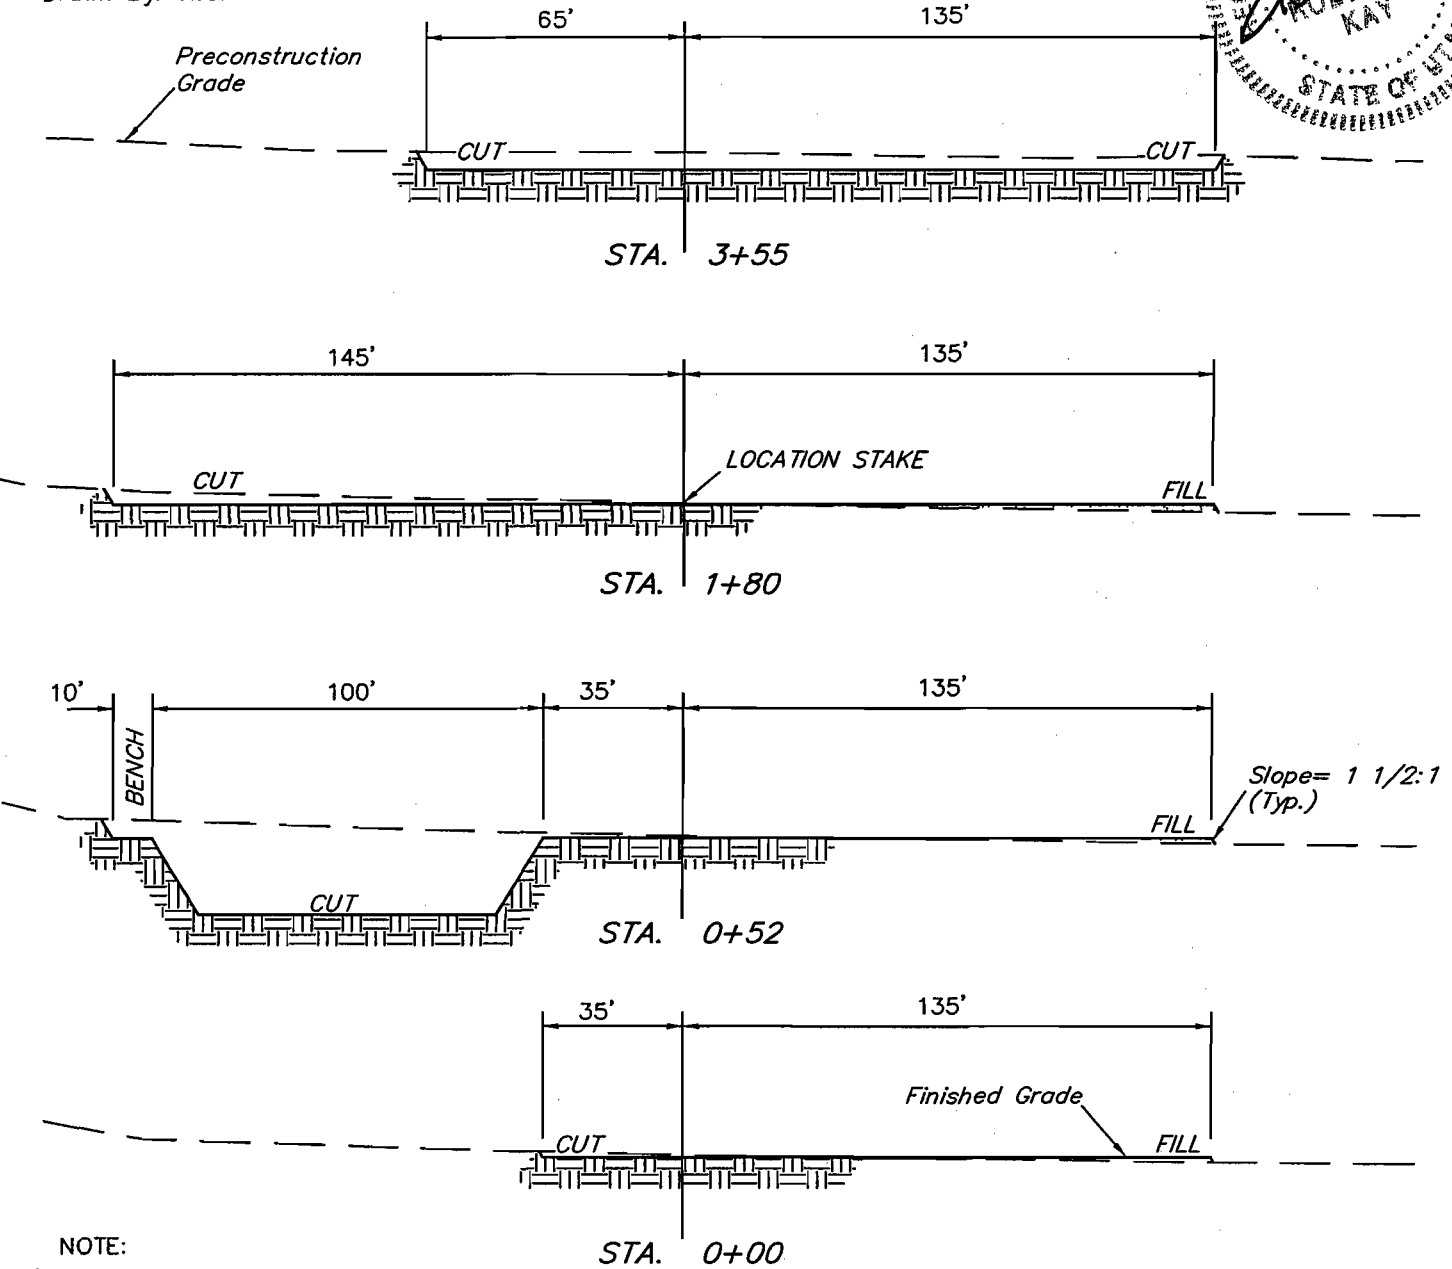 65'
135'
Preconstruction
Grade
KAY
STATE OF UTAH
CUT
CUT
STA. 3+55
145'
135'
LOCATION STAKE
CUT
FILL
STA. 1+80
10'
100'
35'
135'
BENCH
Slope= 1 1/2:1
(Typ.)
FILL
CUT
STA. 0+52
35'
135'
Finished Grade
CUT
FILL
STA. 0+00
NOTE: